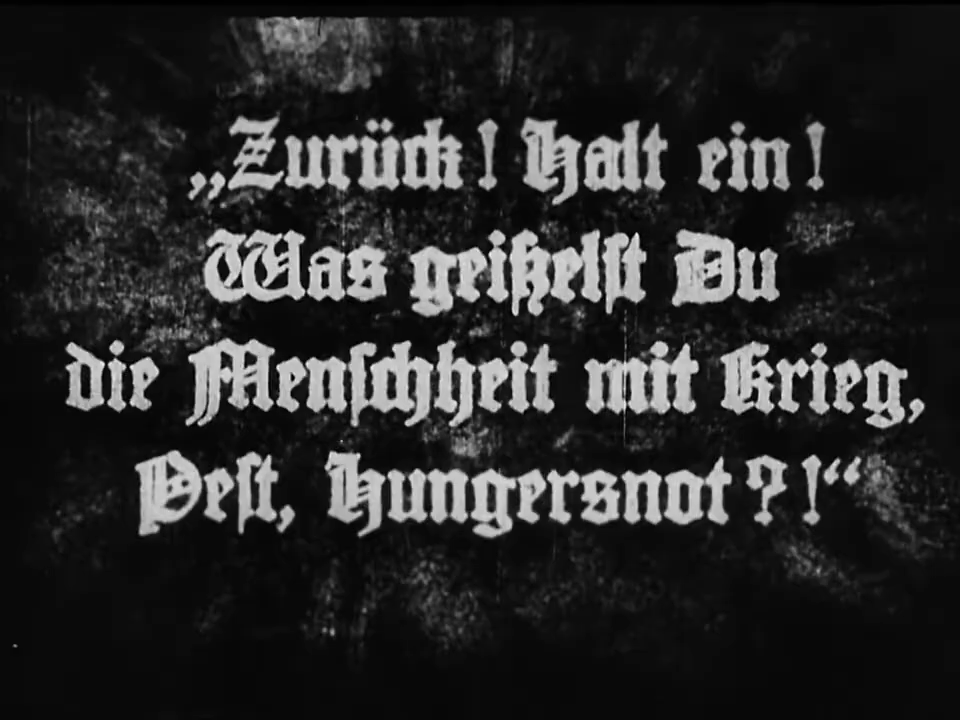 „Zurück! Halt ein!
Was geißelſt Du
die Menſchheit mit Krieg,
Peſt, Hungersnot?!“